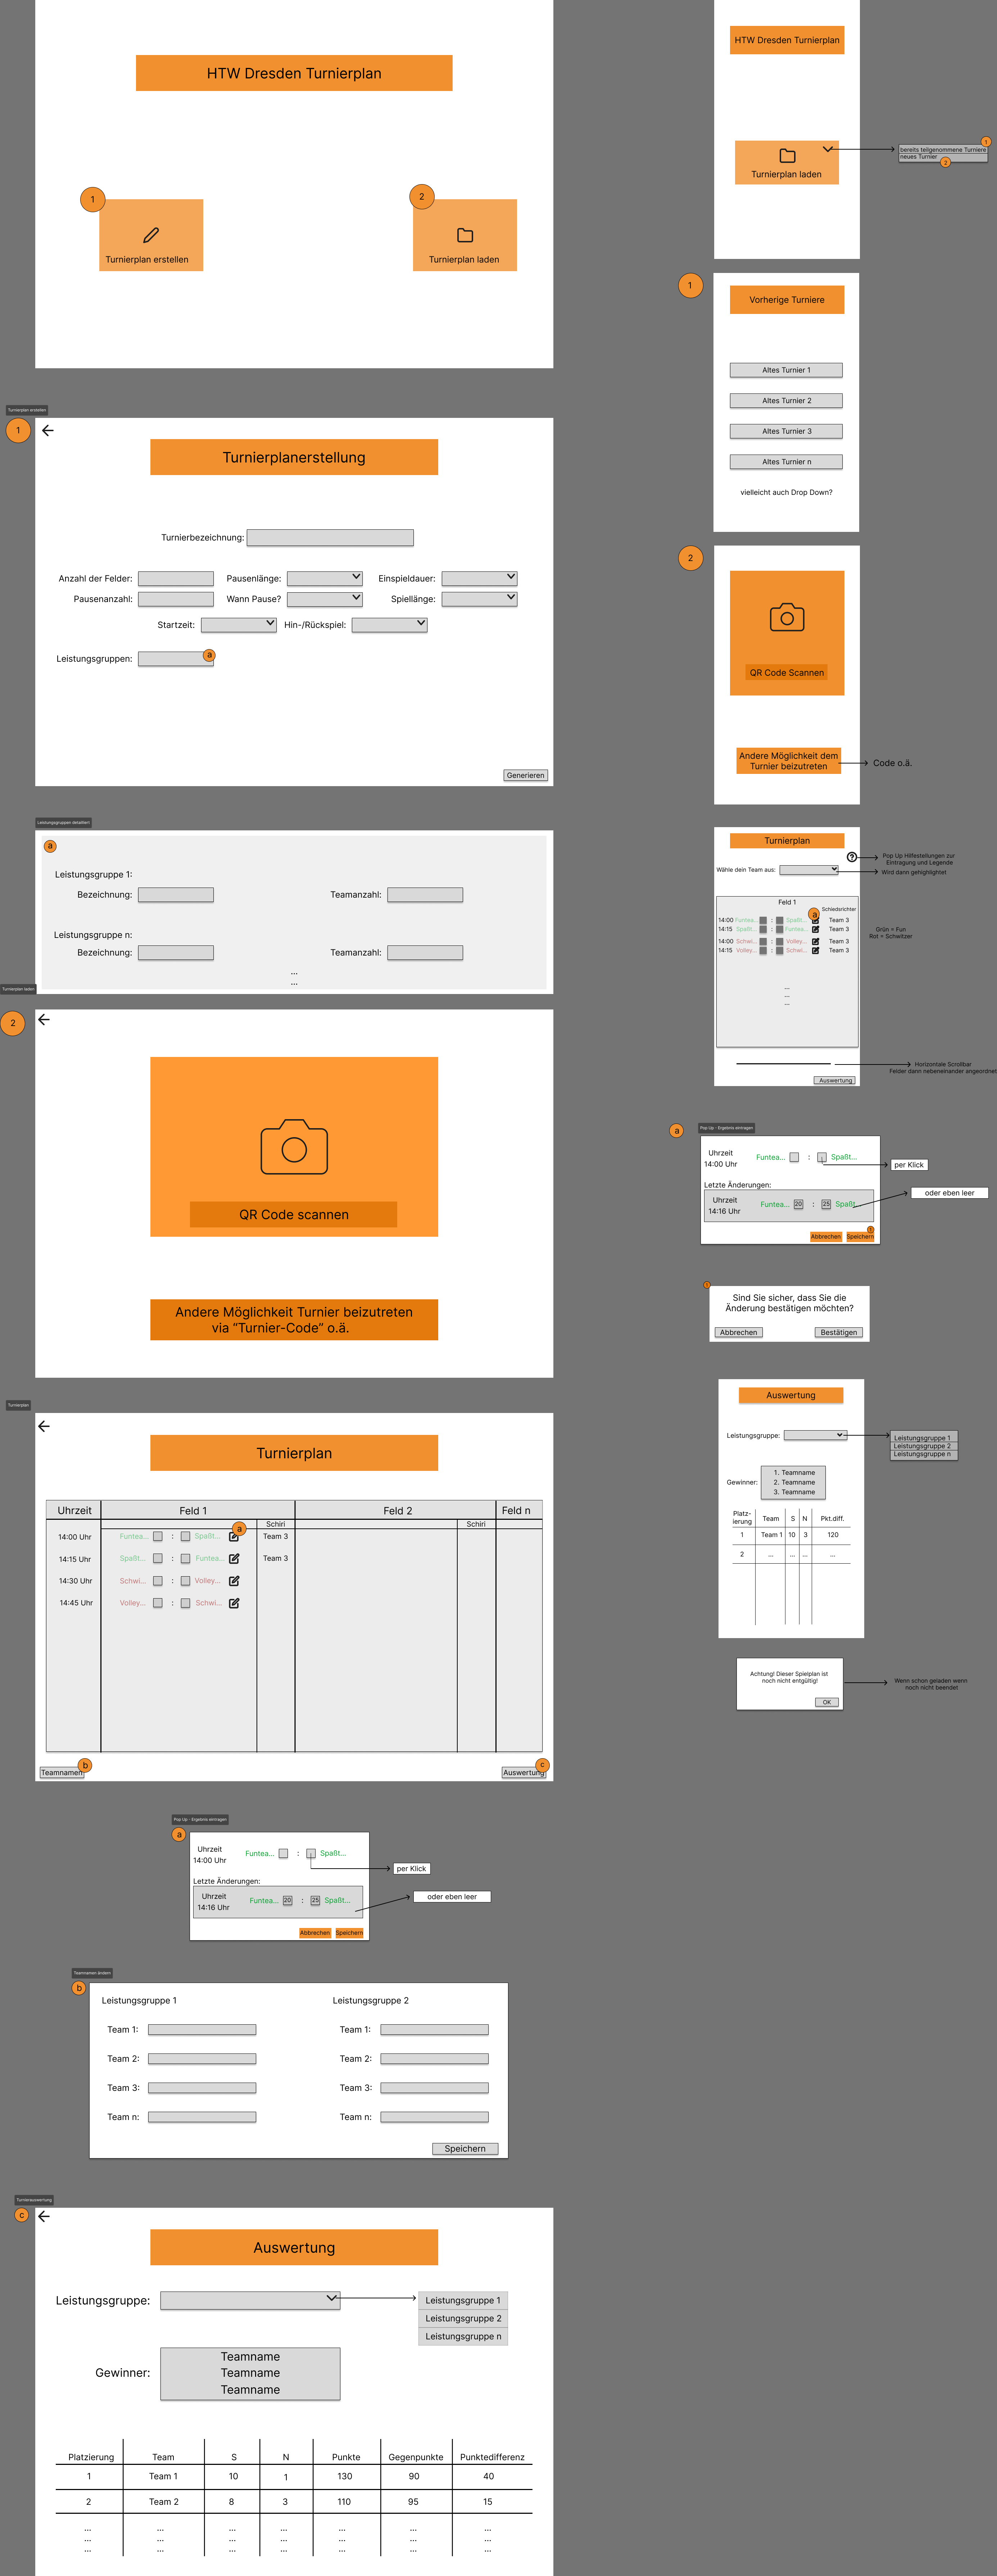 HTW Dresden Turnierplan
1
Turnierplan erstellen
2
Turnierplan laden
Turnierplan erstellen
1
Turnierplanerstellung
Turnierbezeichnung:
Anzahl der Felder:
Pausenlänge:
Einspieldauer:
Pausenanzahl:
Wann Pause?
Spiellänge:
Startzeit:
Hin-/Rückspiel:
Leistungsgruppen:
a
Generieren
Leistungsgruppen detailliert
a
Leistungsgruppe 1:
Bezeichnung:
Teamanzahl:
Leistungsgruppe n:
Bezeichnung:
Teamanzahl:
...
...
Turnierplan laden
2
QR Code scannen
Andere Möglichkeit Turnier beizutreten
via “Turnier-Code” o.ä.
Turnierplan
Turnierplan
Uhrzeit
Feld 1
Feld 2
Feld n
Schiri
Schiri
a
14:00 Uhr
Funtea...
:
Spaßt...
Team 3
14:15 Uhr
Spaßt...
:
Funtea...
Team 3
14:30 Uhr
Schwi...
:
Volley...
14:45 Uhr
Volley...
:
Schwi...
Teamnamen
b
Auswertung
c
Pop Up - Ergebnis eintragen
a
Uhrzeit
14:00 Uhr
Funtea...
:
Spaßt...
per Klick
Letzte Änderungen:
Uhrzeit
14:16 Uhr
Funtea...
20
:
25
Spaßt...
oder eben leer
Abbrechen
Speichern
Teamnamen ändern
b
Leistungsgruppe 1
Leistungsgruppe 2
Team 1:
Team 1:
Team 2:
Team 2:
Team 3:
Team 3:
Team n:
Team n:
Speichern
Turnierauswertung
c
Auswertung
Leistungsgruppe:
Leistungsgruppe 1
Leistungsgruppe 2
Leistungsgruppe n
Gewinner:
Teamname
Teamname
Teamname
Platzierung Team S N Punkte Gegenpunkte Punktedifferenz
1 Team 1 10 1 130 90 40
2 Team 2 8 3 110 95 15
... ... ... ... ... ... ...
... ... ... ... ... ... ...
... ... ... ... ... ... ...
HTW Dresden Turnierplan
Turnierplan laden
1
bereits teilgenommene Turniere
neues Turnier
2
1
Vorherige Turniere
Altes Turnier 1
Altes Turnier 2
Altes Turnier 3
Altes Turnier n
vielleicht auch Drop Down?
2
QR Code Scannen
Andere Möglichkeit dem
Turnier beizutreten
Code o.ä.
Turnierplan
?
Pop Up Hilfestellungen zur
Eintragung und Legende
Wähle dein Team aus:
Wird dann gehighlightet
Feld 1
Schiedsrichter
a
14:00 Funtea... : Spaßt... Team 3
14:15 Spaßt... : Funtea... Team 3
14:00 Schwi... : Volley... Team 3
14:15 Volley... : Schwi... Team 3
Grün = Fun
Rot = Schwitzer
...
...
...
Horizontale Scrollbar
Felder dann nebeneinander angeordnet
Auswertung
Pop Up - Ergebnis eintragen
a
Uhrzeit
14:00 Uhr
Funtea...
:
Spaßt...
per Klick
Letzte Änderungen:
Uhrzeit
14:16 Uhr
Funtea...
20
:
25
Spaßt...
oder eben leer
1
Abbrechen
Speichern
1
Sind Sie sicher, dass Sie die
Änderung bestätigen möchten?
Abbrechen
Bestätigen
Auswertung
Leistungsgruppe:
Leistungsgruppe 1
Leistungsgruppe 2
Leistungsgruppe n
Gewinner:
1. Teamname
2. Teamname
3. Teamname
Platz-
ierung
Team S N Pkt.diff.
1 Team 1 10 3 120
2 ... ... ... ...
Achtung! Dieser Spielplan ist
noch nicht entgültig!
OK
Wenn schon geladen wenn
noch nicht beendet